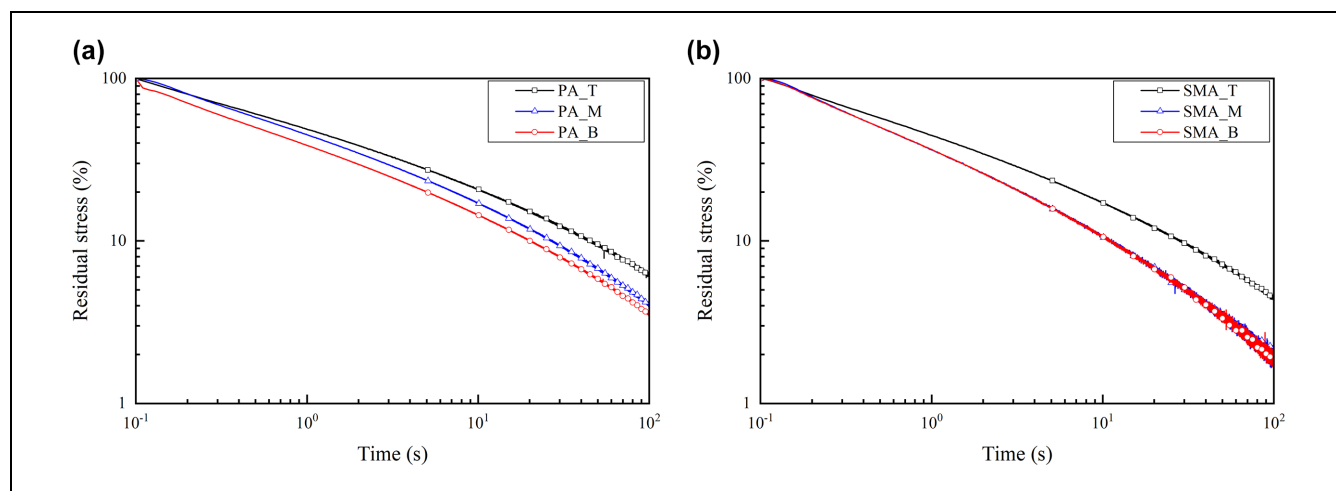 (a)
100
10
1
Residual stress (%)
PA_T
PA_M
PA_B
10-1
100
101
102
Time (s)
(b)
100
10
1
Residual stress (%)
SMA_T
SMA_M
SMA_B
10-1
100
101
102
Time (s)